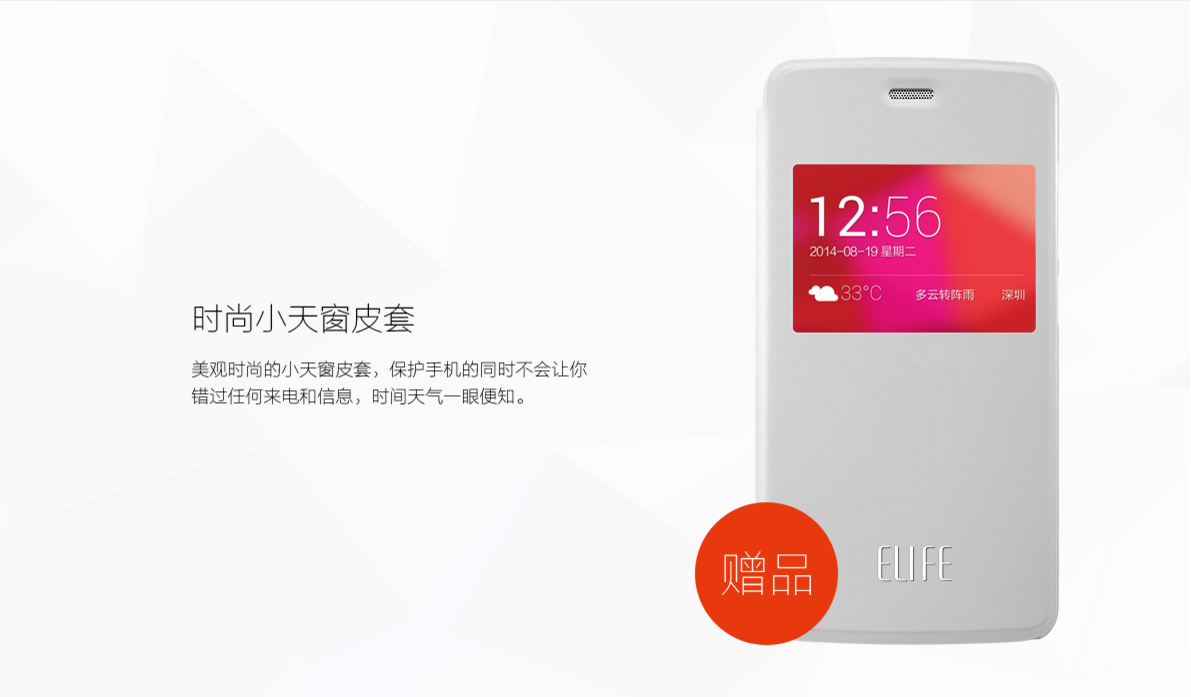 时尚小天窗皮套
美观时尚的小天窗皮套，保护手机的同时不会让你
错过任何来电和信息，时间天气一眼便知。
12:56
2014-08-19 星期二
33°C 多云转阵雨 深圳
赠品
ELIFE